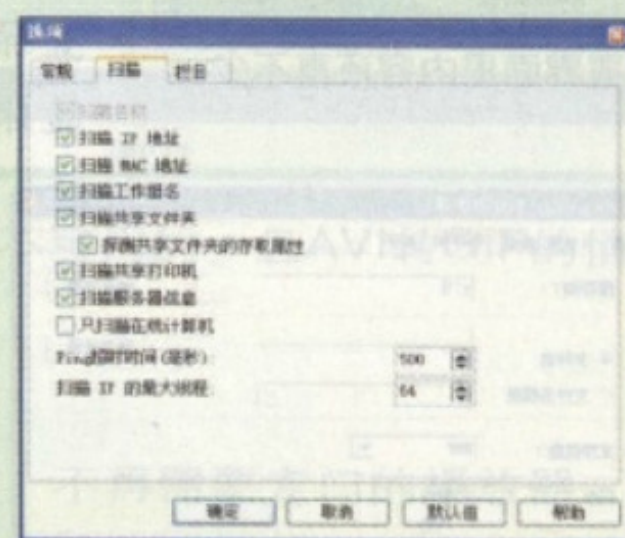 选项
常规 扫描 栏目
扫描名称
扫描 IP 地址
扫描 MAC 地址
扫描工作组名
扫描共享文件夹
探测共享文件夹的存取属性
扫描共享打印机
扫描服务器信息
只扫描在线计算机
Ping超时时间(毫秒): 500
扫描 IP 的最大线程: 64
确定 取消 默认值 帮助